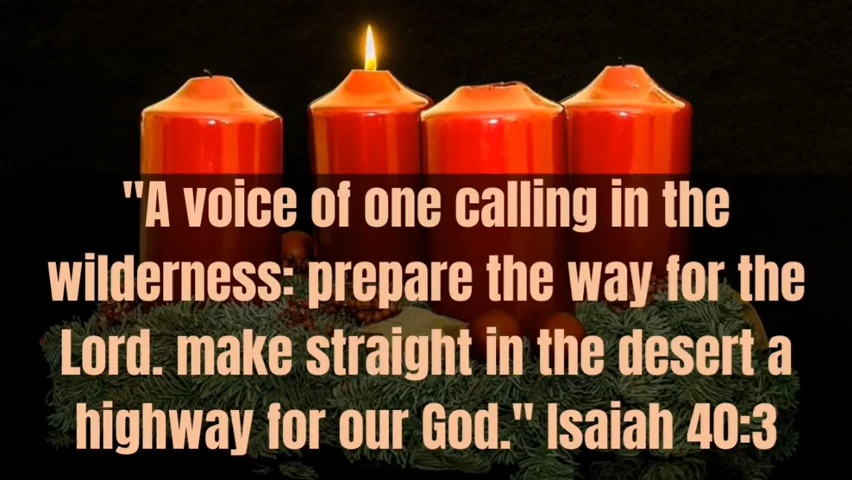 "A voice of one calling in the
wilderness: prepare the way for the
Lord. make straight in the desert a
highway for our God." Isaiah 40:3